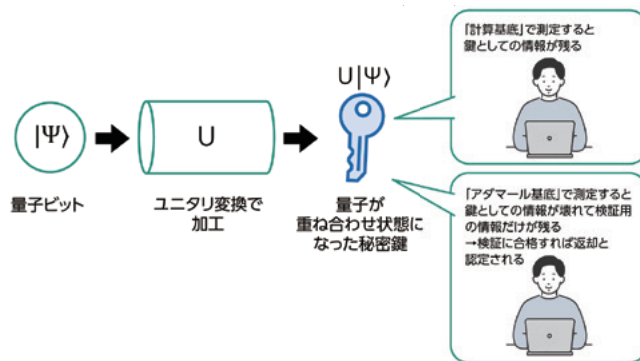 「計算基底」で測定すると
鍵としての情報が残る
U|Ψ⟩
|Ψ⟩
U
量子ビット
ユニタリ変換で
加工
量子が
重ね合わせ状態に
なった秘密鍵
「アダマール基底」で測定すると
鍵としての情報が壊れて検証用
の情報だけが残る
→検証に合格すれば返却と
認定される